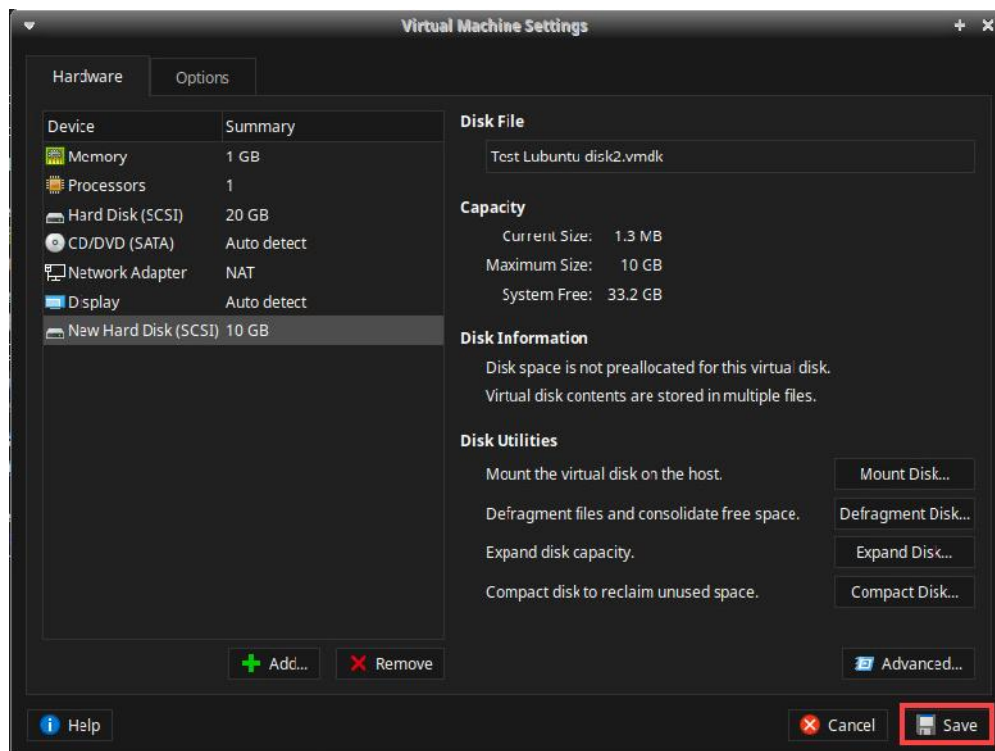 Virtual Machine Settings
Hardware
Options
Device Summary
Memory 1 GB
Processors 1
Hard Disk (SCSI) 20 GB
CD/DVD (SATA) Auto detect
Network Adapter NAT
Display Auto detect
New Hard Disk (SCSI) 10 GB
Add...
Remove
Disk File
Test Lubuntu disk2.vmdk
Capacity
Current Size: 1.3 MB
Maximum Size: 10 GB
System Free: 33.2 GB
Disk Information
Disk space is not preallocated for this virtual disk.
Virtual disk contents are stored in multiple files.
Disk Utilities
Mount the virtual disk on the host. Mount Disk...
Defragment files and consolidate free space. Defragment Disk...
Expand disk capacity. Expand Disk...
Compact disk to reclaim unused space. Compact Disk...
Advanced...
Help
Cancel
Save